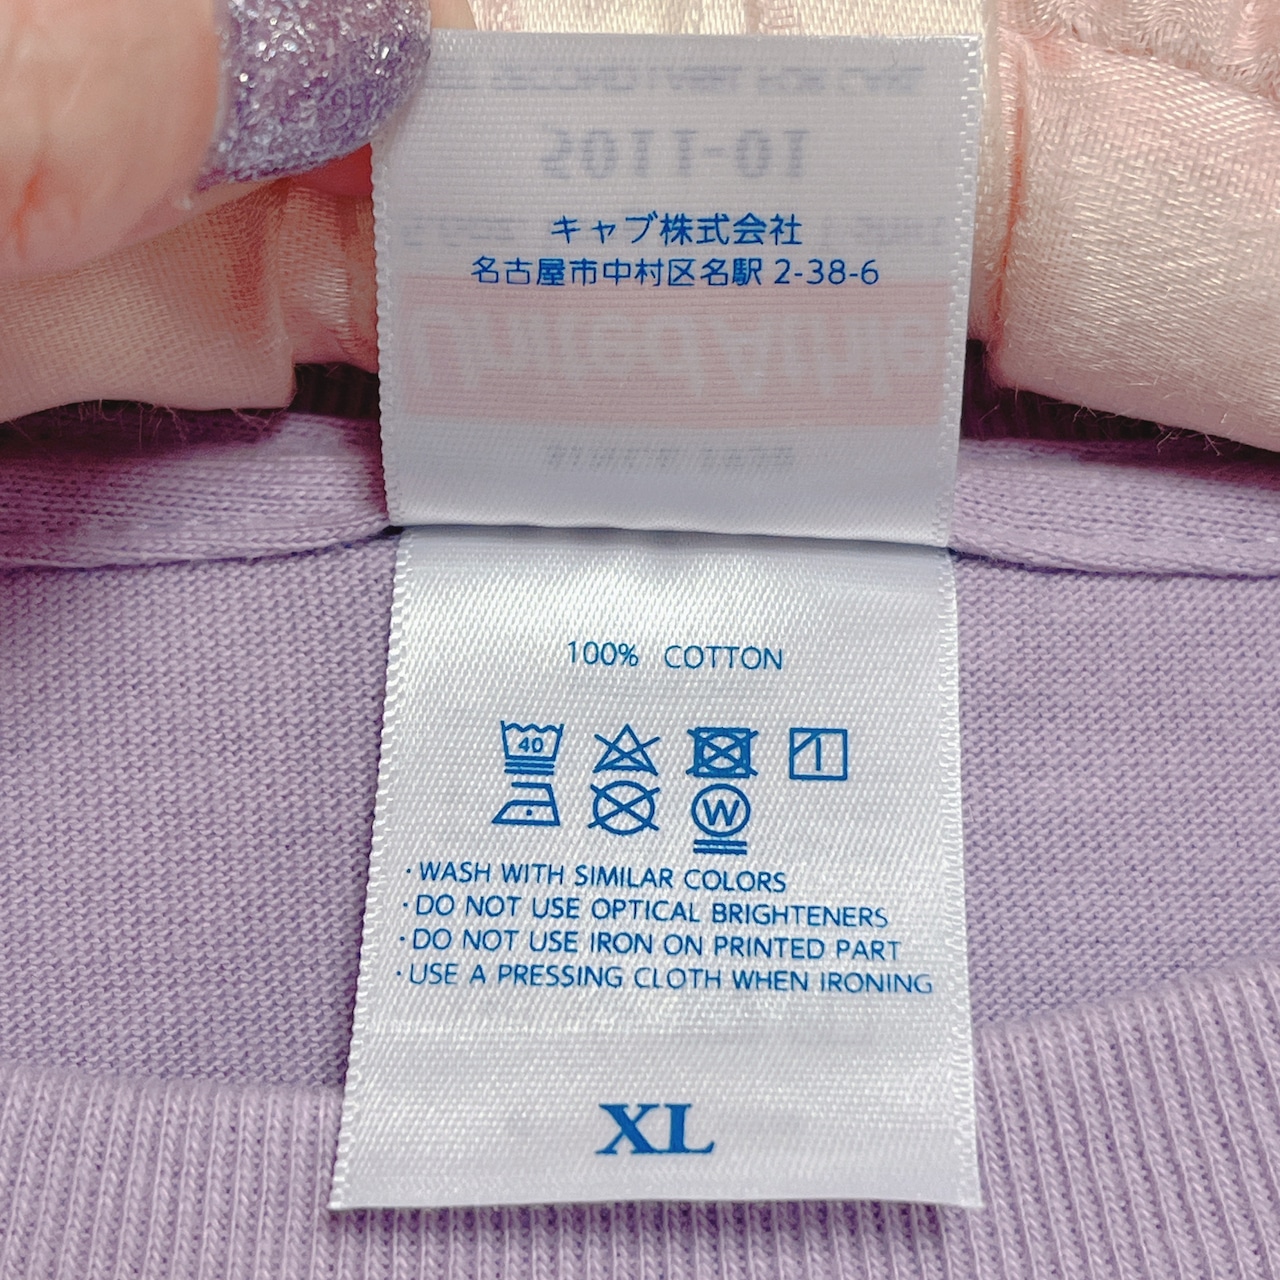 10-1105
キャブ株式会社
名古屋市中村区名駅 2-38-6
100% COTTON
40
W
・WASH WITH SIMILAR COLORS
・DO NOT USE OPTICAL BRIGHTENERS
・DO NOT USE IRON ON PRINTED PART
・USE A PRESSING CLOTH WHEN IRONING
XL